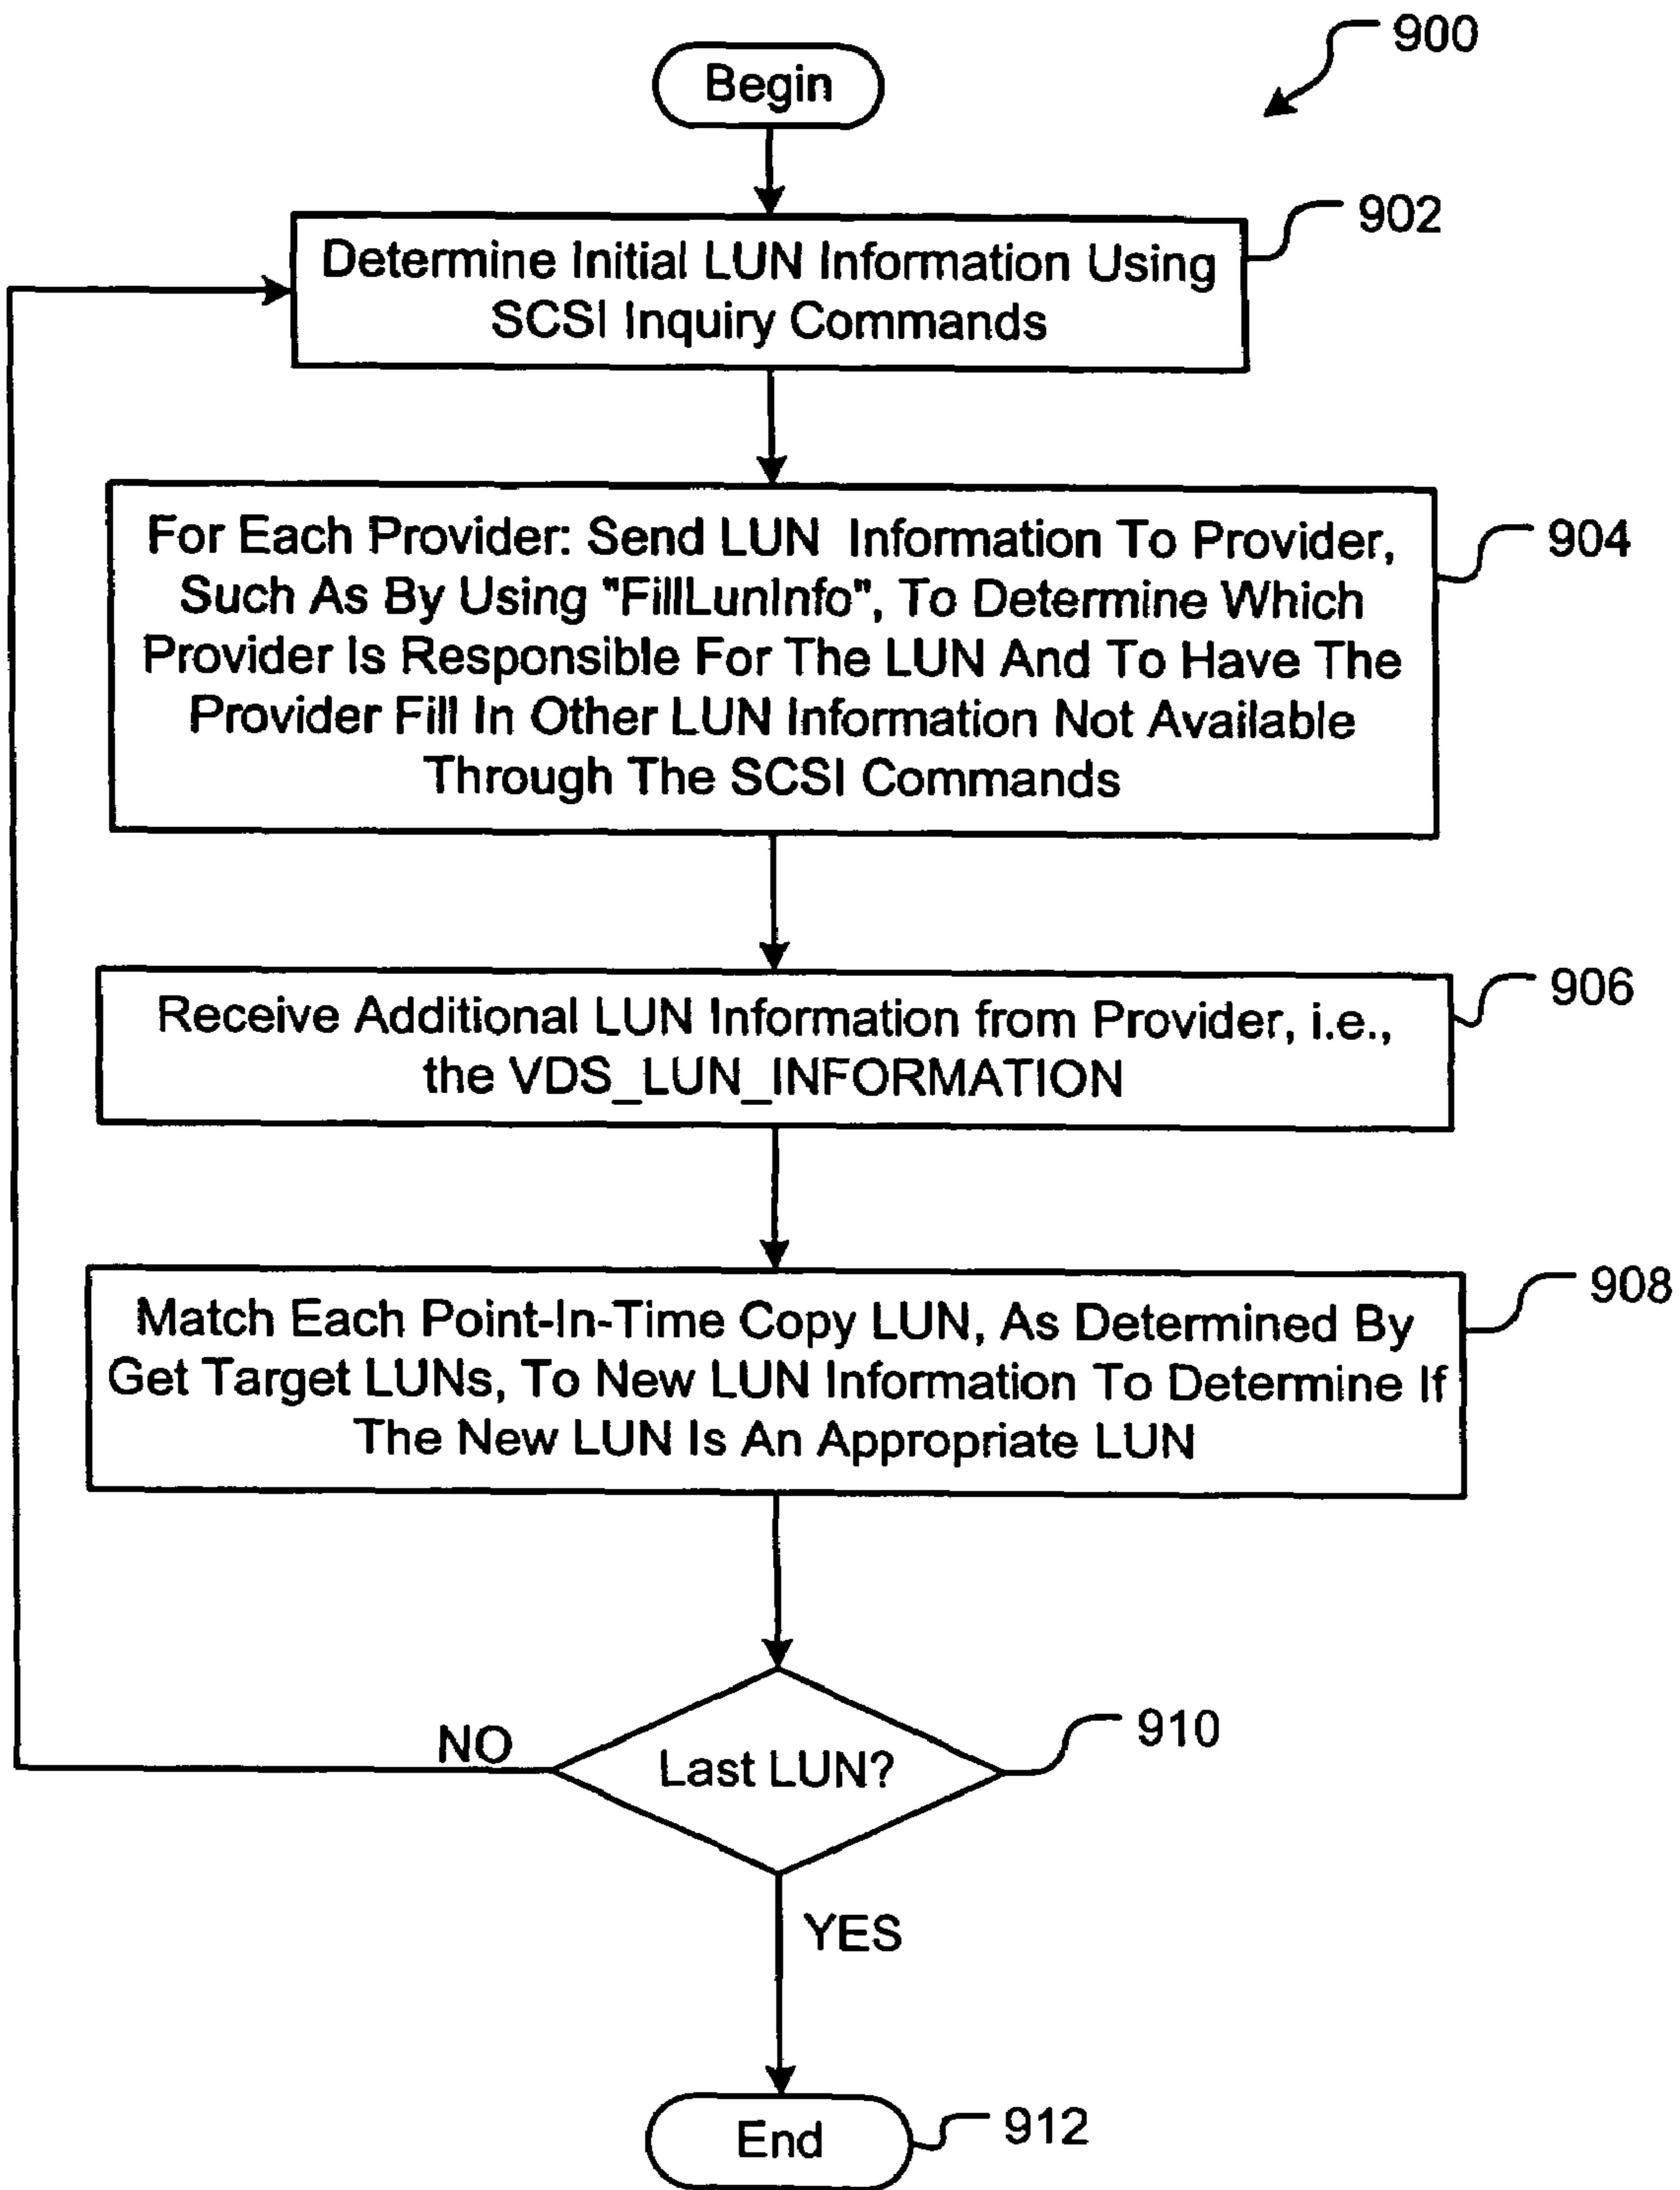 900
Begin
902
Determine Initial LUN Information Using
SCSI Inquiry Commands
904
For Each Provider: Send LUN Information To Provider,
Such As By Using "FillLunInfo", To Determine Which
Provider Is Responsible For The LUN And To Have The
Provider Fill In Other LUN Information Not Available
Through The SCSI Commands
906
Receive Additional LUN Information from Provider, i.e.,
the VDS_LUN_INFORMATION
908
Match Each Point-In-Time Copy LUN, As Determined By
Get Target LUNs, To New LUN Information To Determine If
The New LUN Is An Appropriate LUN
910
NO
Last LUN?
YES
End
912